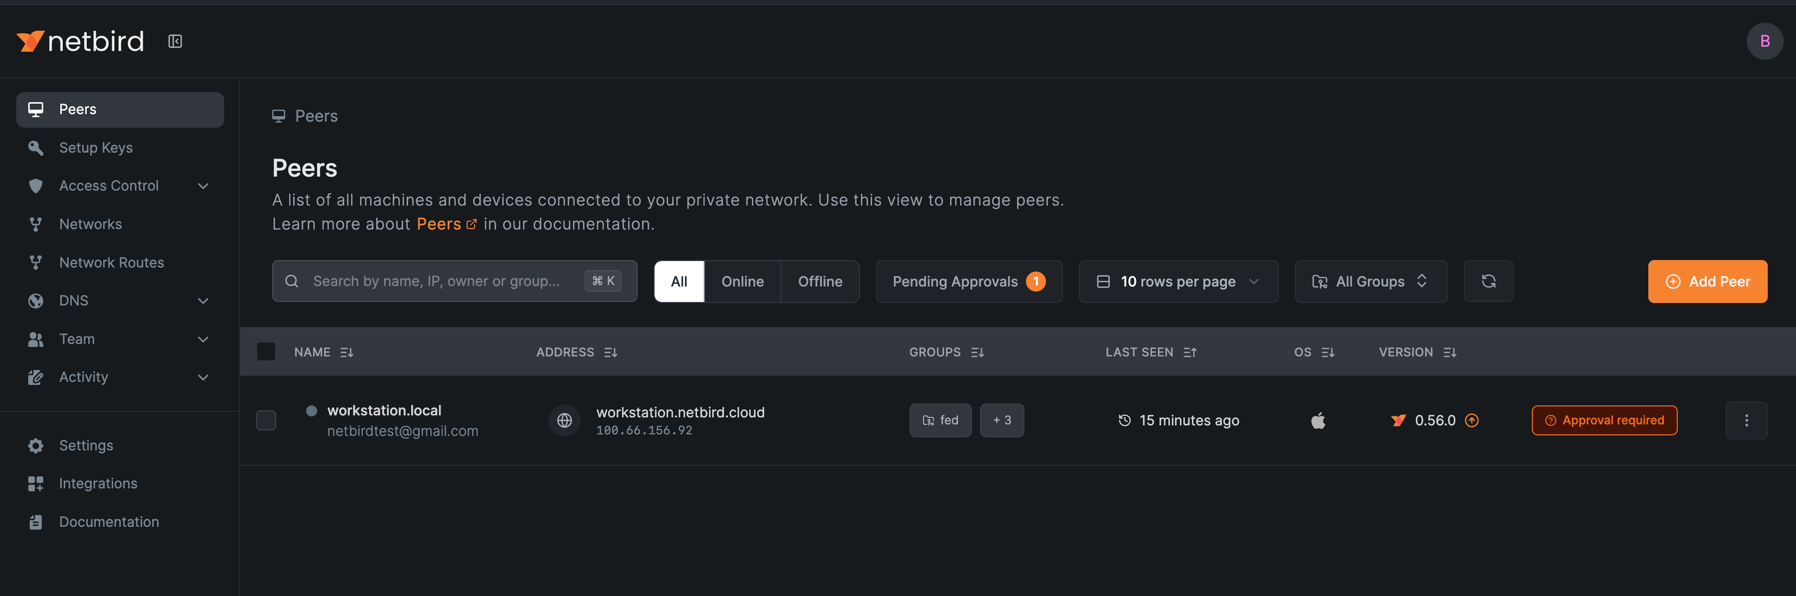 netbird
B
Peers
Setup Keys
Access Control
Networks
Network Routes
DNS
Team
Activity
Settings
Integrations
Documentation
Peers
Peers
A list of all machines and devices connected to your private network. Use this view to manage peers.
Learn more about Peers in our documentation.
Search by name, IP, owner or group... ⌘ K
All Online Offline
Pending Approvals 1
10 rows per page
All Groups
Add Peer
NAME ADDRESS GROUPS LAST SEEN OS VERSION
workstation.local
netbirdtest@gmail.com
workstation.netbird.cloud
100.66.156.92
fed + 3
15 minutes ago
0.56.0
Approval required